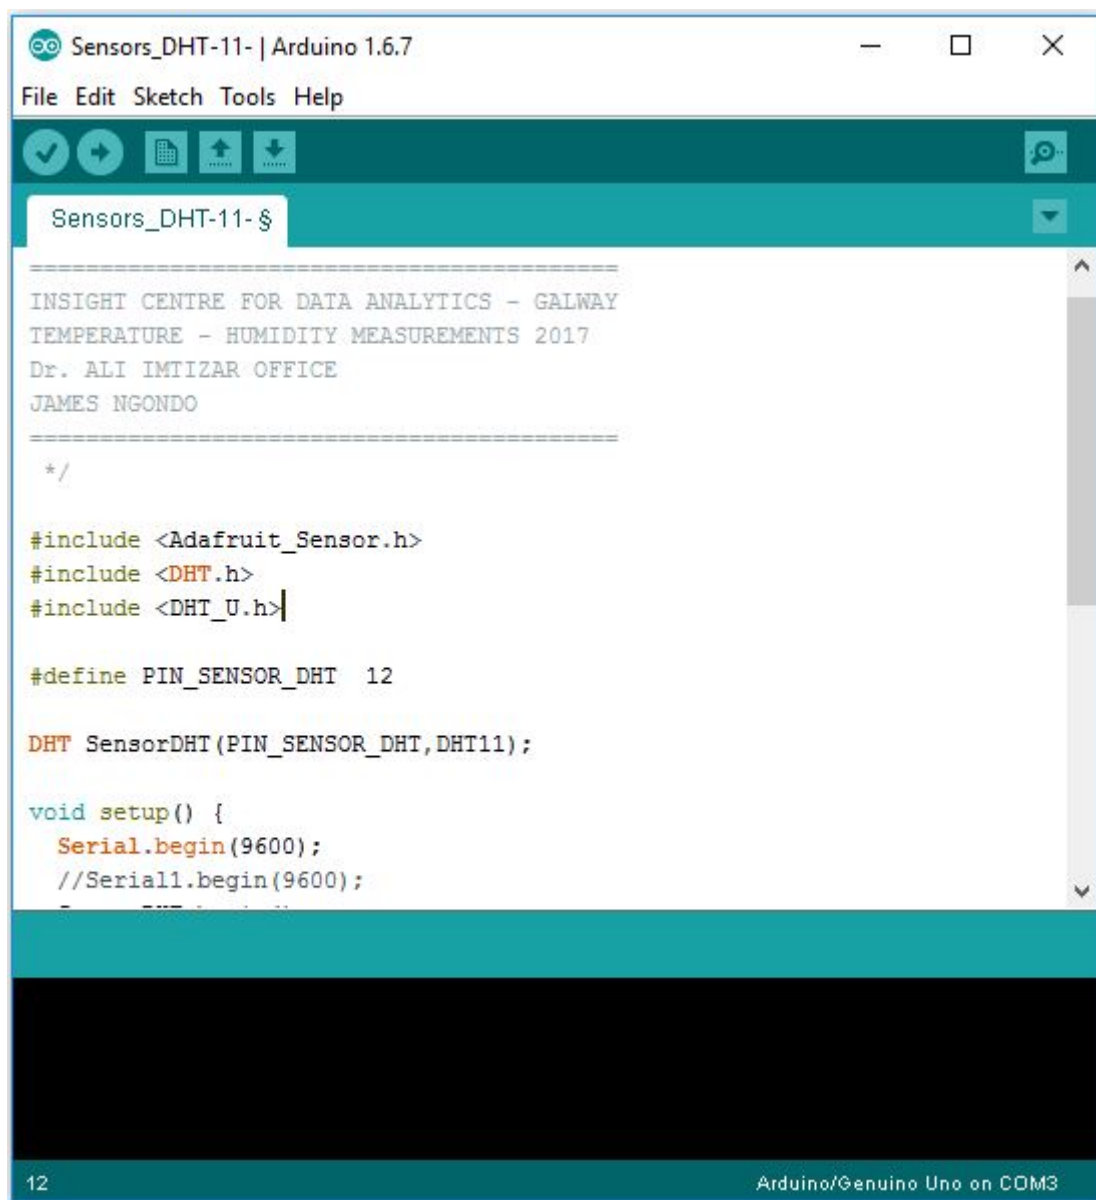 Sensors_DHT-11- | Arduino 1.6.7
File Edit Sketch Tools Help
Sensors_DHT-11- §
==========================================
INSIGHT CENTRE FOR DATA ANALYTICS - GALWAY
TEMPERATURE - HUMIDITY MEASUREMENTS 2017
Dr. ALI IMTIZAR OFFICE
JAMES NGONDO
==========================================
*/
#include <Adafruit_Sensor.h>
#include <DHT.h>
#include <DHT_U.h>
#define PIN_SENSOR_DHT  12
DHT SensorDHT(PIN_SENSOR_DHT,DHT11);
void setup() {
Serial.begin(9600);
//Serial1.begin(9600);
12 Arduino/Genuino Uno on COM3